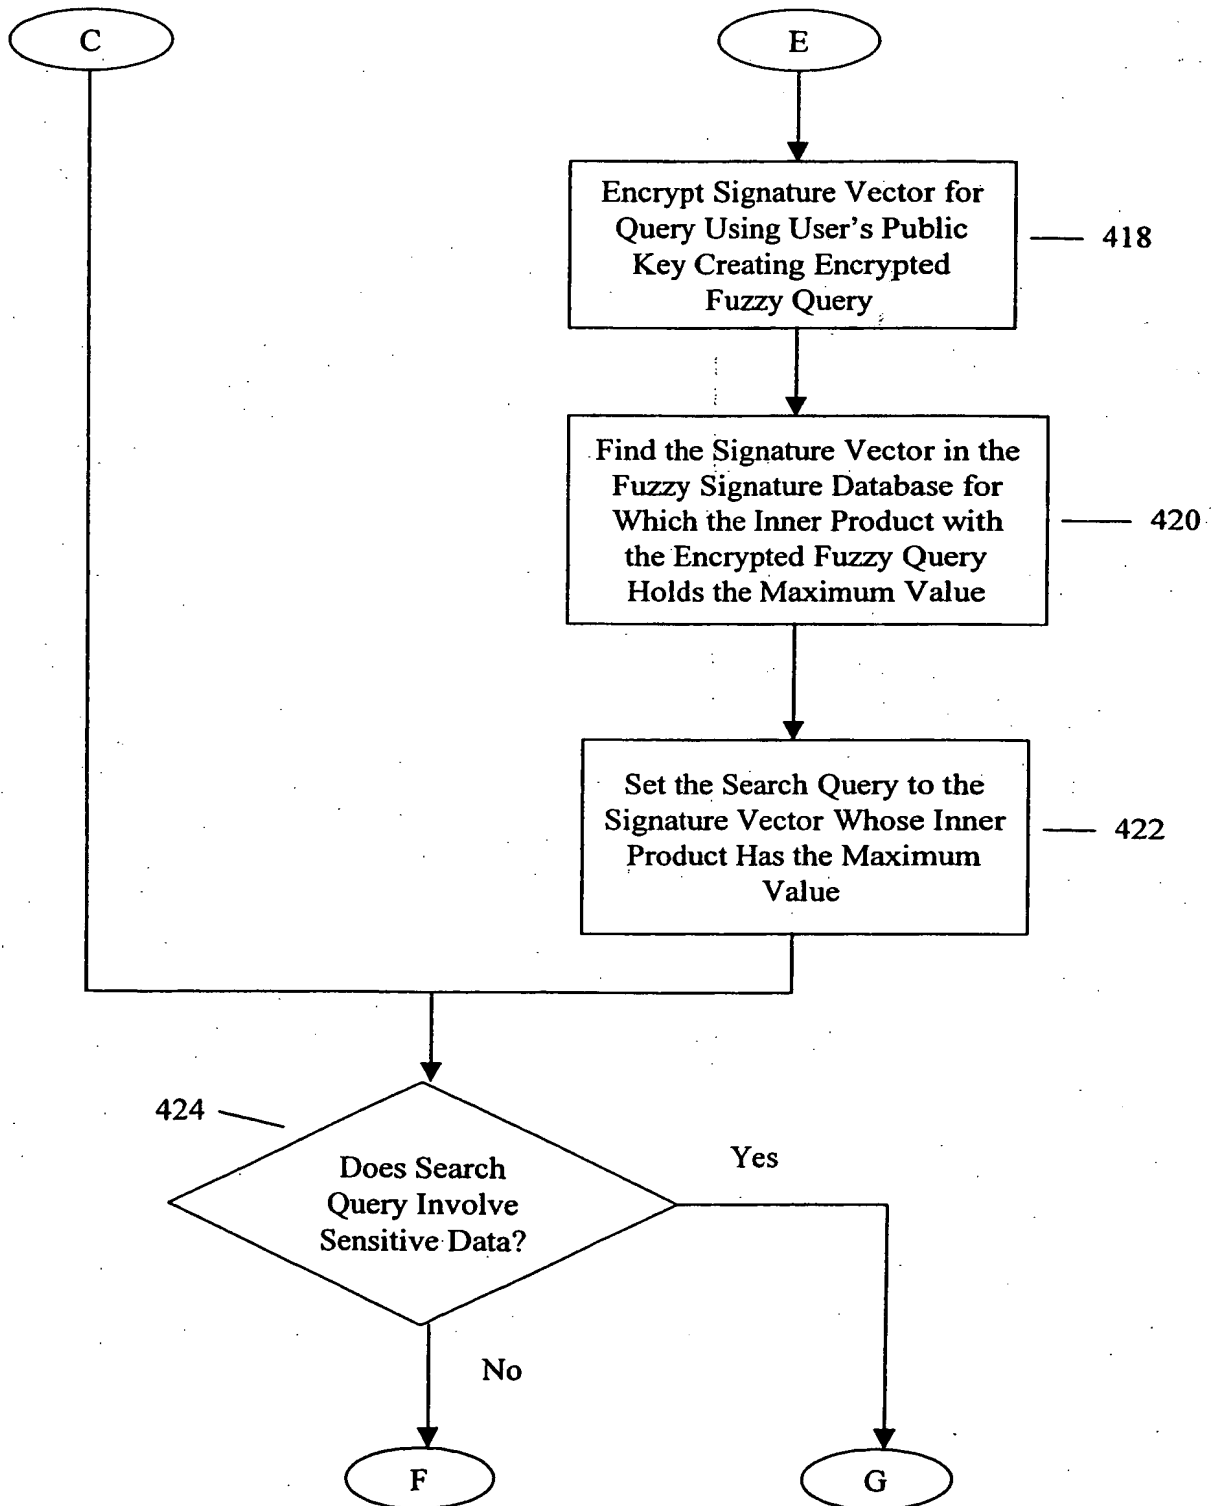 C
E
Encrypt Signature Vector for
Query Using User's Public
Key Creating Encrypted
Fuzzy Query
418
Find the Signature Vector in the
Fuzzy Signature Database for
Which the Inner Product with
the Encrypted Fuzzy Query
Holds the Maximum Value
420
Set the Search Query to the
Signature Vector Whose Inner
Product Has the Maximum
Value
422
424
Does Search
Query Involve
Sensitive Data?
Yes
No
F
G